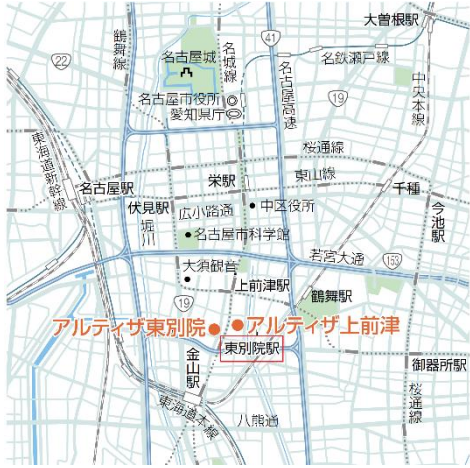 大曽根駅
鶴舞線
41
名古屋城
名城線
名鉄瀬戸線
22
名古屋高速
中央本線
19
名古屋市役所
愛知県庁
東海道新幹線
桜通線
栄駅
東山線
名古屋駅
千種
伏見駅
広小路通
中区役所
今池駅
堀川
名古屋市科学館
若宮大通
153
大須観音
上前津駅
鶴舞駅
19
アルティザ東別院
アルティザ上前津
東別院駅
金山駅
御器所駅
東海道本線
八熊通
桜通線